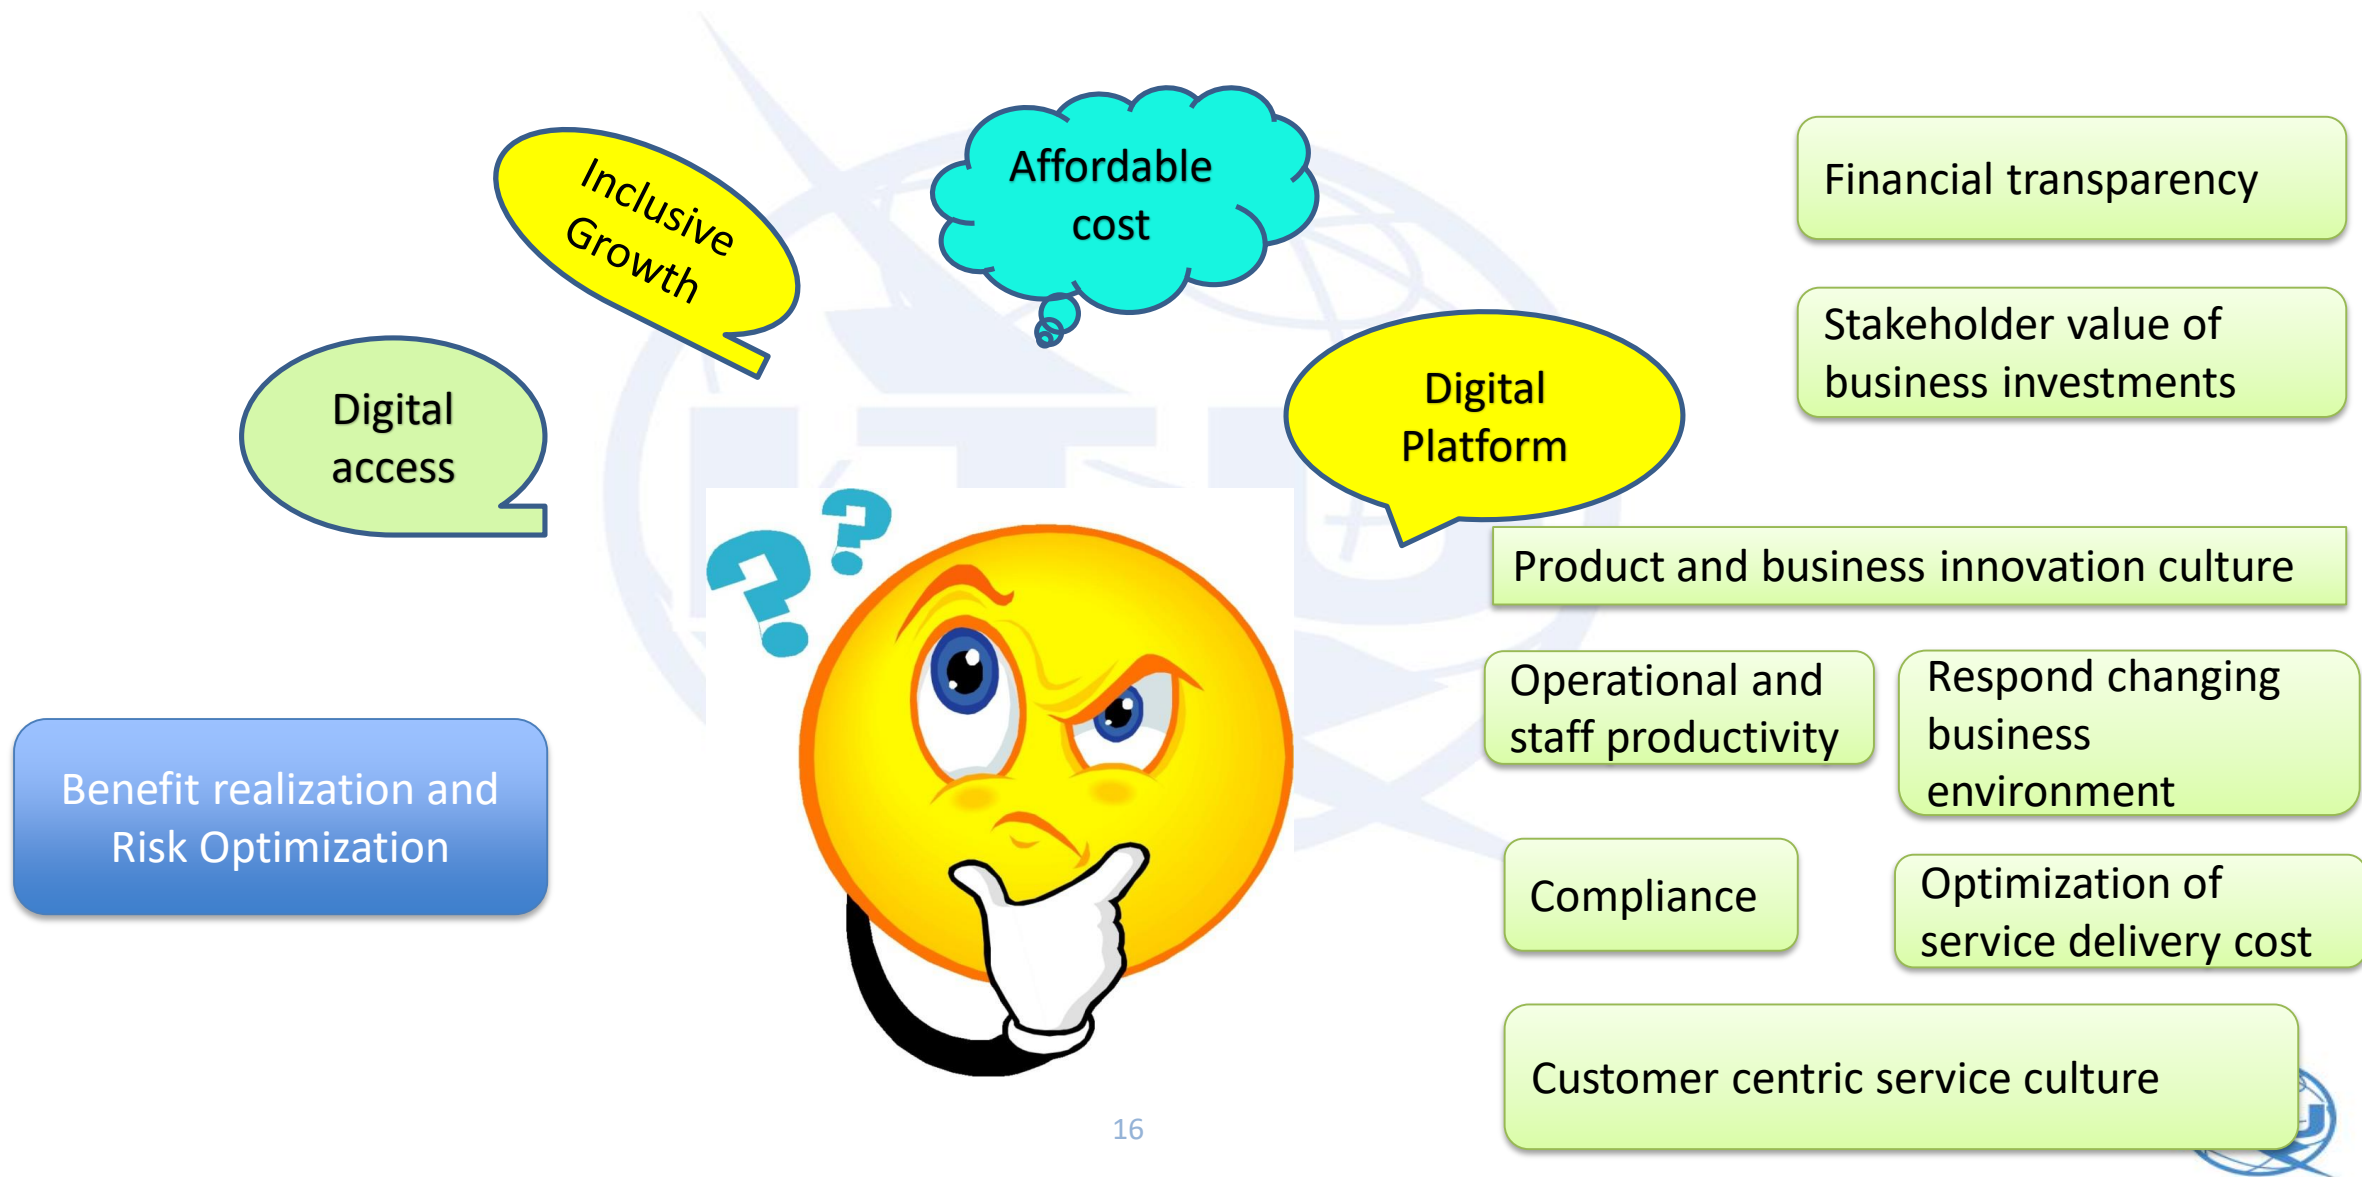 Inclusive
Growth
Affordable
cost
Digital
access
Digital
Platform
Financial transparency
Stakeholder value of
business investments
Product and business innovation culture
Operational and
staff productivity
Respond changing
business
environment
Benefit realization and
Risk Optimization
Compliance
Optimization of
service delivery cost
Customer centric service culture
? ?
ITU
16